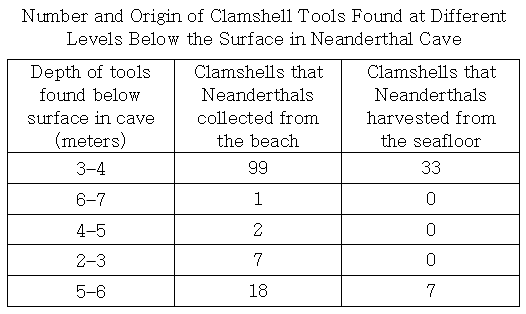 Number and Origin of Clamshell Tools Found at Different
Levels Below the Surface in Neanderthal Cave
Depth of tools found below surface in cave (meters) Clamshells that Neanderthals collected from the beach Clamshells that Neanderthals harvested from the seafloor
3-4 99 33
6-7 1 0
4-5 2 0
2-3 7 0
5-6 18 7